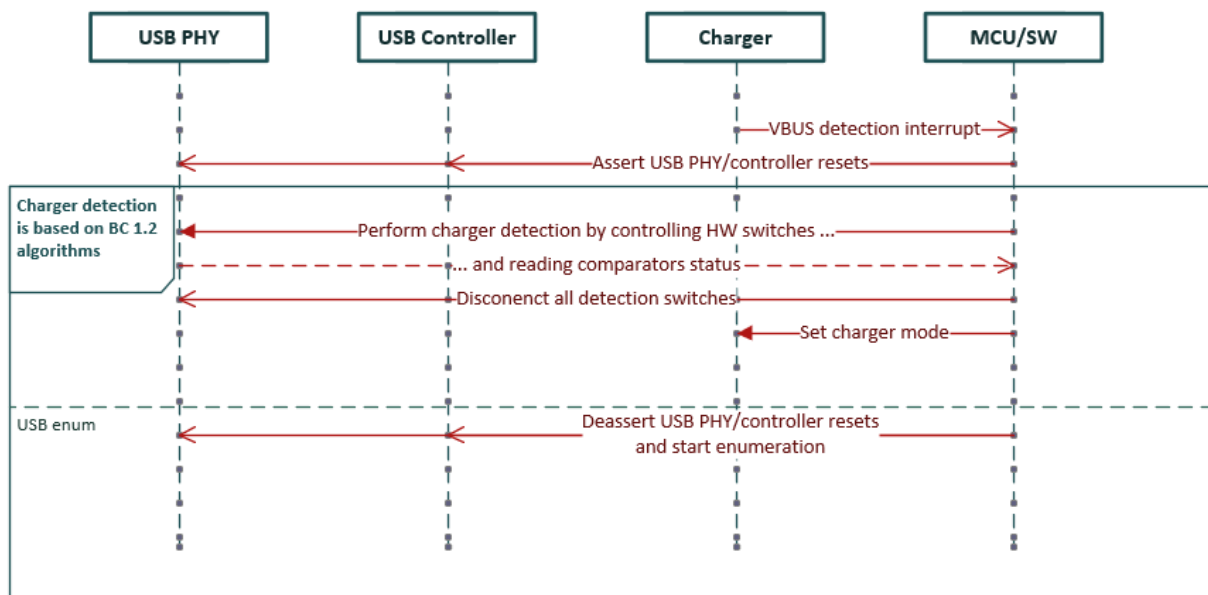 USB PHY
USB Controller
Charger
MCU/SW
VBUS detection interrupt
Assert USB PHY/controller resets
Charger detection
is based on BC 1.2
algorithms
Perform charger detection by controlling HW switches ...
... and reading comparators status
Disconenct all detection switches
Set charger mode
USB enum
Deassert USB PHY/controller resets
and start enumeration